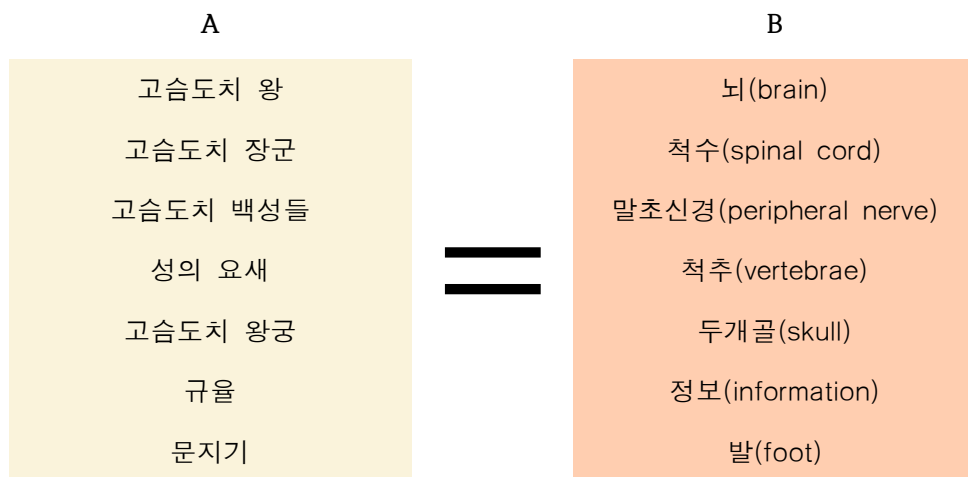 A
B
고슴도치 왕
고슴도치 장군
고슴도치 백성들
성의 요새
고슴도치 왕궁
규율
문지기
뇌(brain)
척수(spinal cord)
말초신경(peripheral nerve)
척추(vertebrae)
두개골(skull)
정보(information)
발(foot)